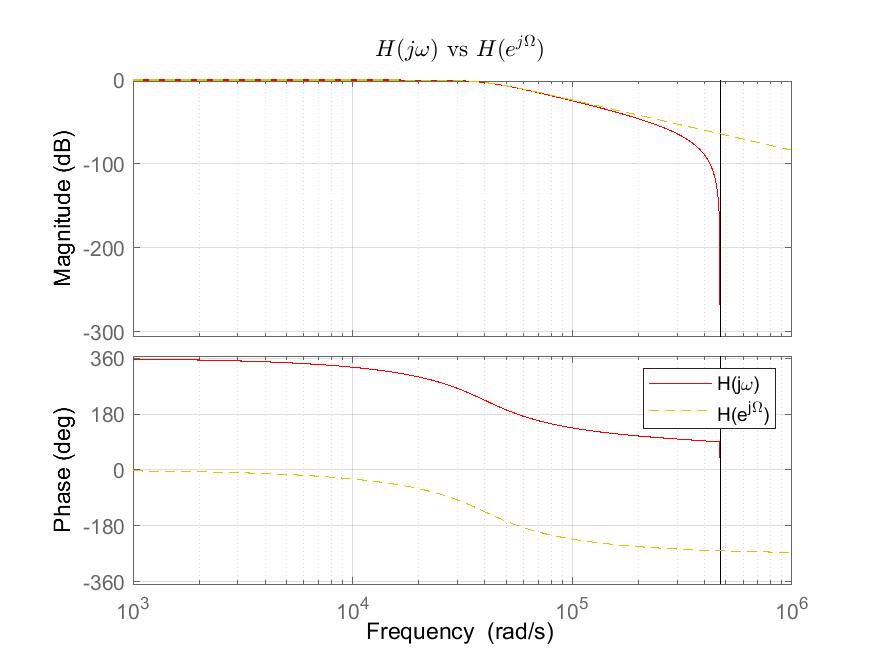 H(jω) vs H(e^{jΩ})
0
-100
-200
-300
Magnitude (dB)
360
180
0
-180
-360
Phase (deg)
H(jω)
H(e^{jΩ})
10^3
10^4
10^5
10^6
Frequency (rad/s)